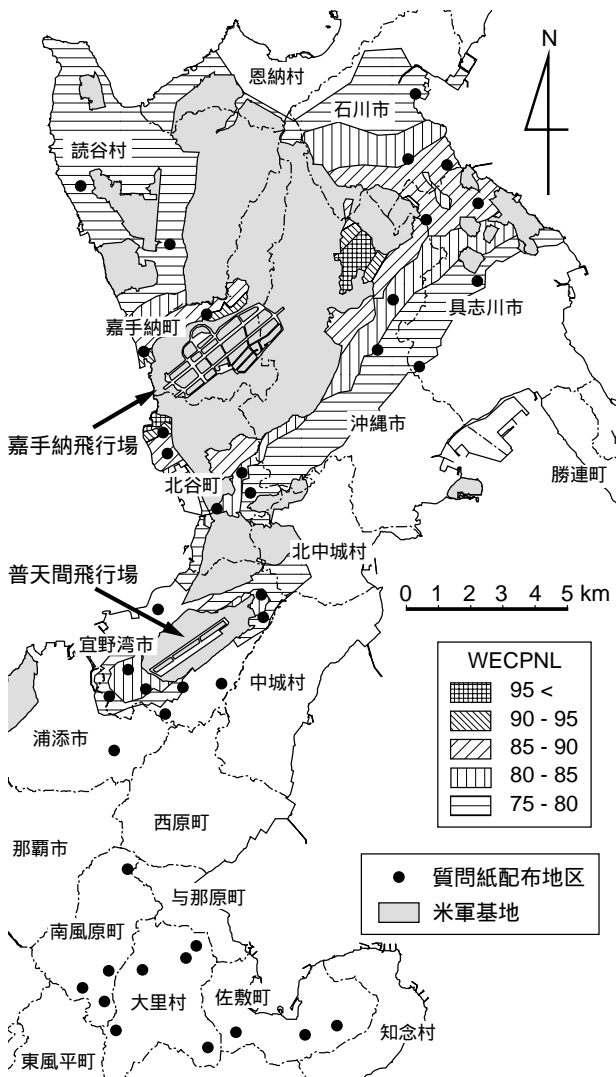 N
恩納村
石川市
読谷村
嘉手納町
具志川市
沖縄市
嘉手納飛行場
勝連町
北谷町
北中城村
普天間飛行場
0 1 2 3 4 5 km
宜野湾市
中城村
WECPNL
95 <
90 - 95
85 - 90
80 - 85
75 - 80
浦添市
西原町
那覇市
質問紙配布地区
米軍基地
与那原町
南風原町
大里村
佐敷町
知念村
東風平町